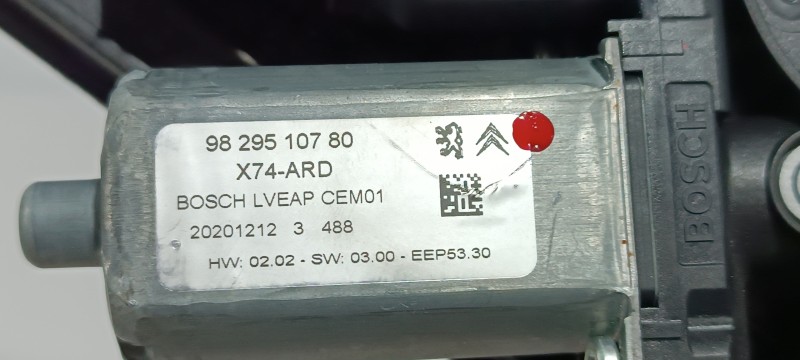 98 295 107 80
X74-ARD
BOSCH LVEAP CEM01
20201212 3 488
HW: 02.02 - SW: 03.00 - EEP53.30
BOSCH